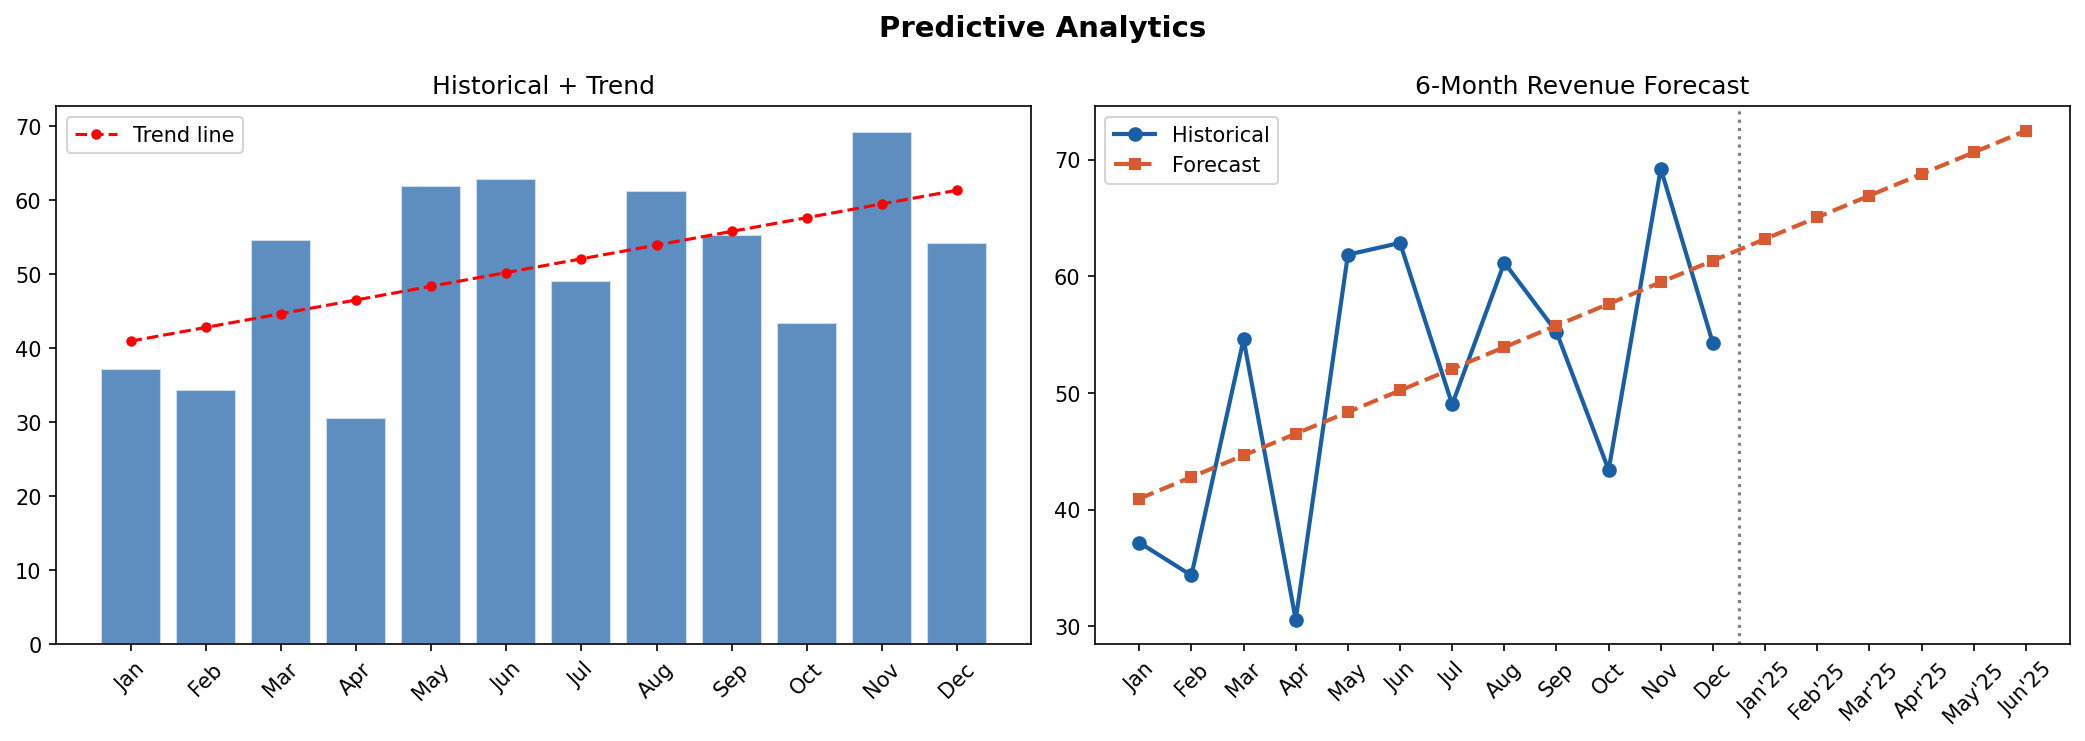 Predictive Analytics
Historical + Trend
Trend line
70
60
50
40
30
20
10
0
Jan Feb Mar Apr May Jun Jul Aug Sep Oct Nov Dec
6-Month Revenue Forecast
Historical
Forecast
70
60
50
40
30
Jan Feb Mar Apr May Jun Jul Aug Sep Oct Nov Dec Jan'25 Feb'25 Mar'25 Apr'25 May'25 Jun'25